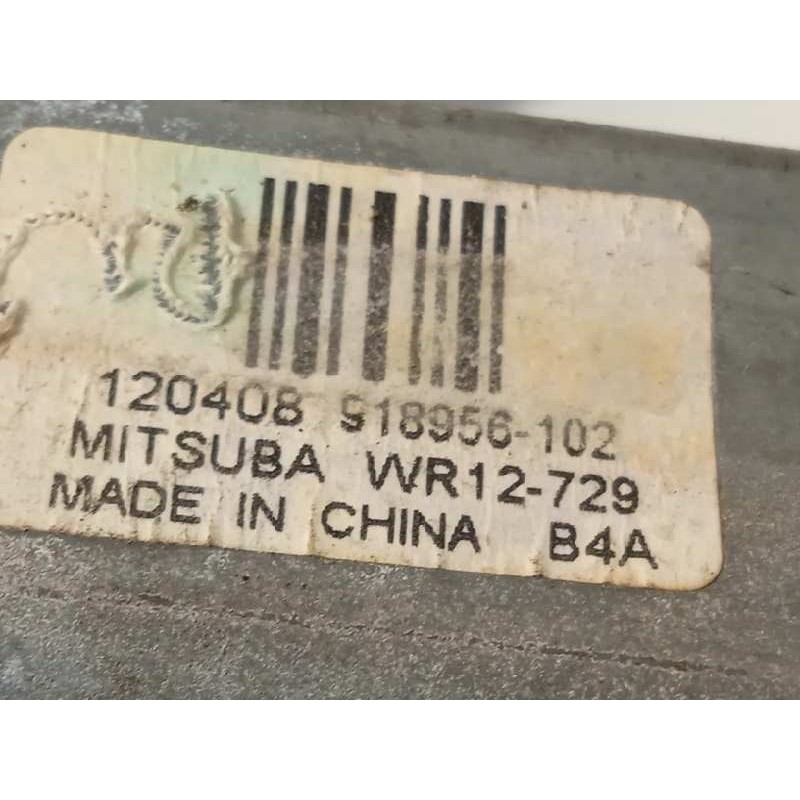 120408 918956-102
MITSUBA WR12-729
MADE IN CHINA B4A